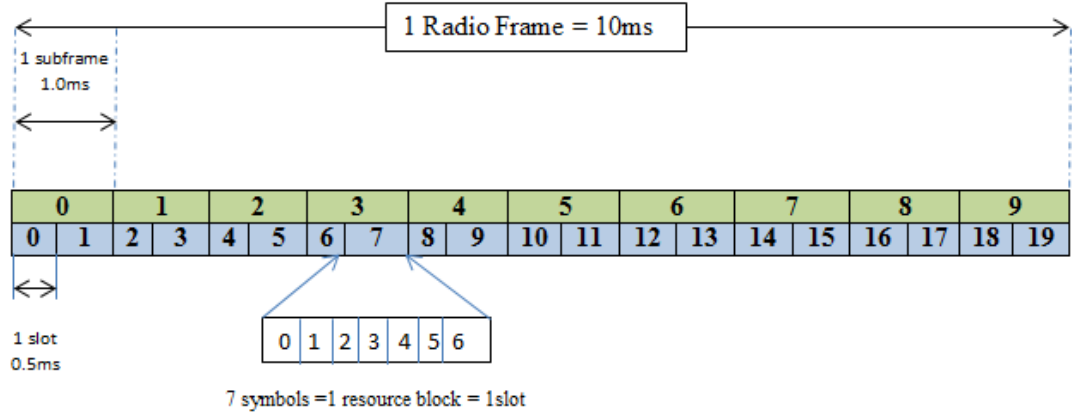 1 Radio Frame = 10ms
1 subframe
1.0ms
0 1 2 3 4 5 6 7 8 9
0 1 2 3 4 5 6 7 8 9 10 11 12 13 14 15 16 17 18 19
1 slot
0.5ms
0 1 2 3 4 5 6
7 symbols =1 resource block = 1slot